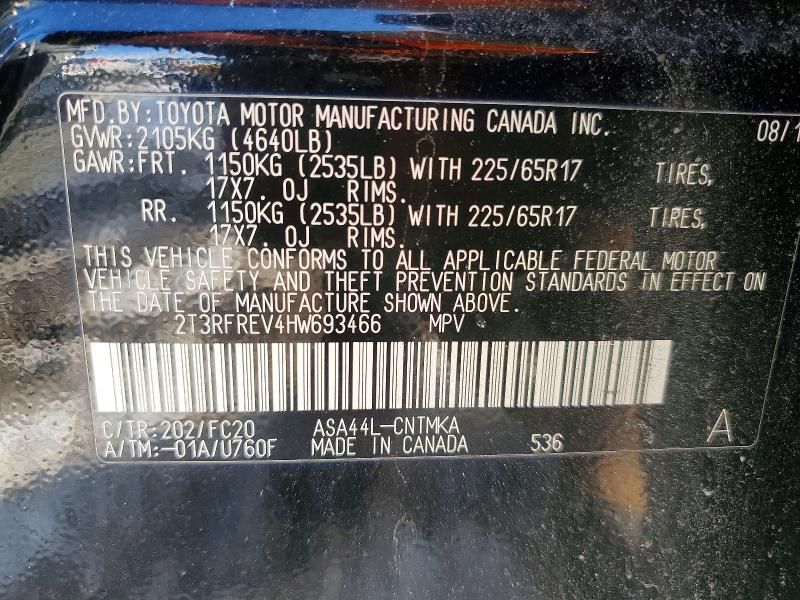 MFD.BY:TOYOTA MOTOR MANUFACTURING CANADA INC. 08/1
GVWR:2105KG (4640LB)
GAWR:FRT. 1150KG (2535LB) WITH 225/65R17 TIRES,
17X7.0J RIMS.
RR. 1150KG (2535LB) WITH 225/65R17 TIRES,
17X7.0J RIMS.
THIS VEHICLE CONFORMS TO ALL APPLICABLE FEDERAL MOTOR
VEHICLE SAFETY AND THEFT PREVENTION STANDARDS IN EFFECT ON
THE DATE OF MANUFACTURE SHOWN ABOVE.
2T3RFREV4HW693466 MPV
C/TR:202/FC20 ASA44L-CNTMKA A
A/TM:-01A/U760F MADE IN CANADA 536